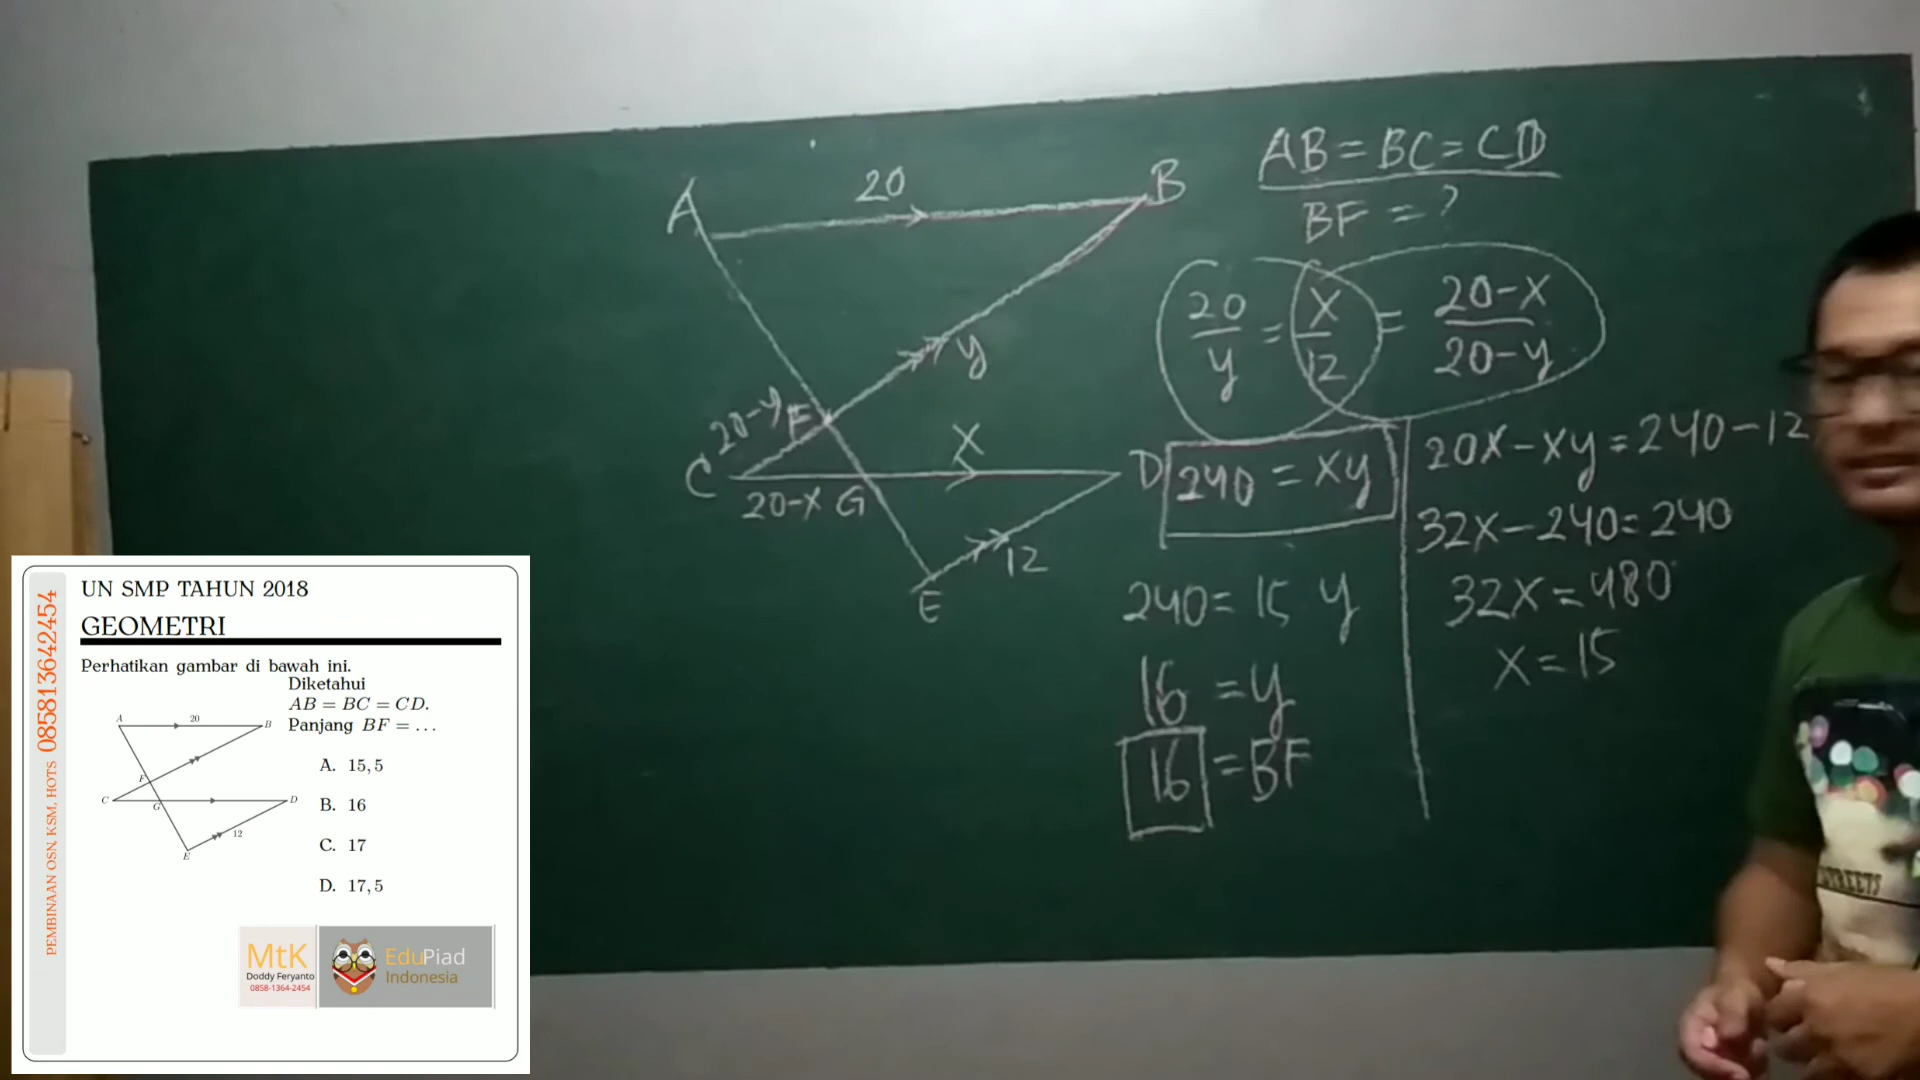 A
20
B
20-y
F
y
C
20-x
G
x
D
12
E
AB = BC = CD
BF = ?
20/y = x/12 = 20-x/20-y
240 = xy
240 = 15 y
16 = y
16 = BF
20x - xy = 240 - 12
32x - 240 = 240
32x = 480
x = 15
STREETS
PEMBINAAN OSN, KSM, HOTS 085813642454
UN SMP TAHUN 2018
GEOMETRI
Perhatikan gambar di bawah ini.
Diketahui
AB = BC = CD.
Panjang BF = ...
A
20
B
F
C
G
D
12
E
A. 15,5
B. 16
C. 17
D. 17,5
MtK
Doddy Feryanto
0858-1364-2454
EduPiad
Indonesia